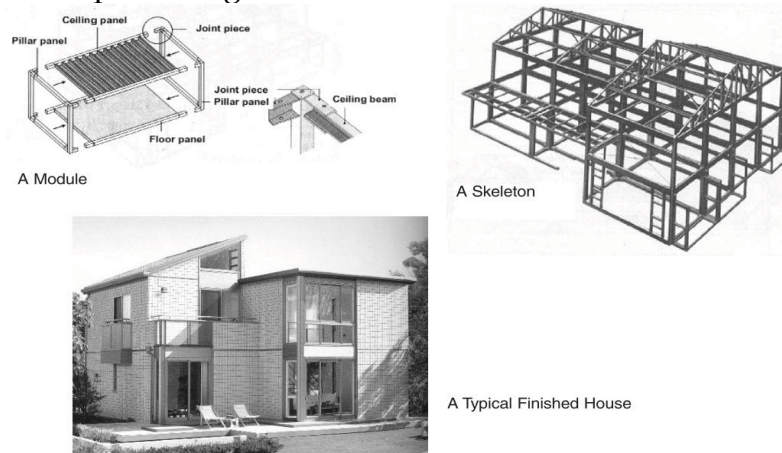 Ceiling panel
Joint piece
Pillar panel
Joint piece
Pillar panel
Ceiling beam
Floor panel
A Module
A Skeleton
A Typical Finished House